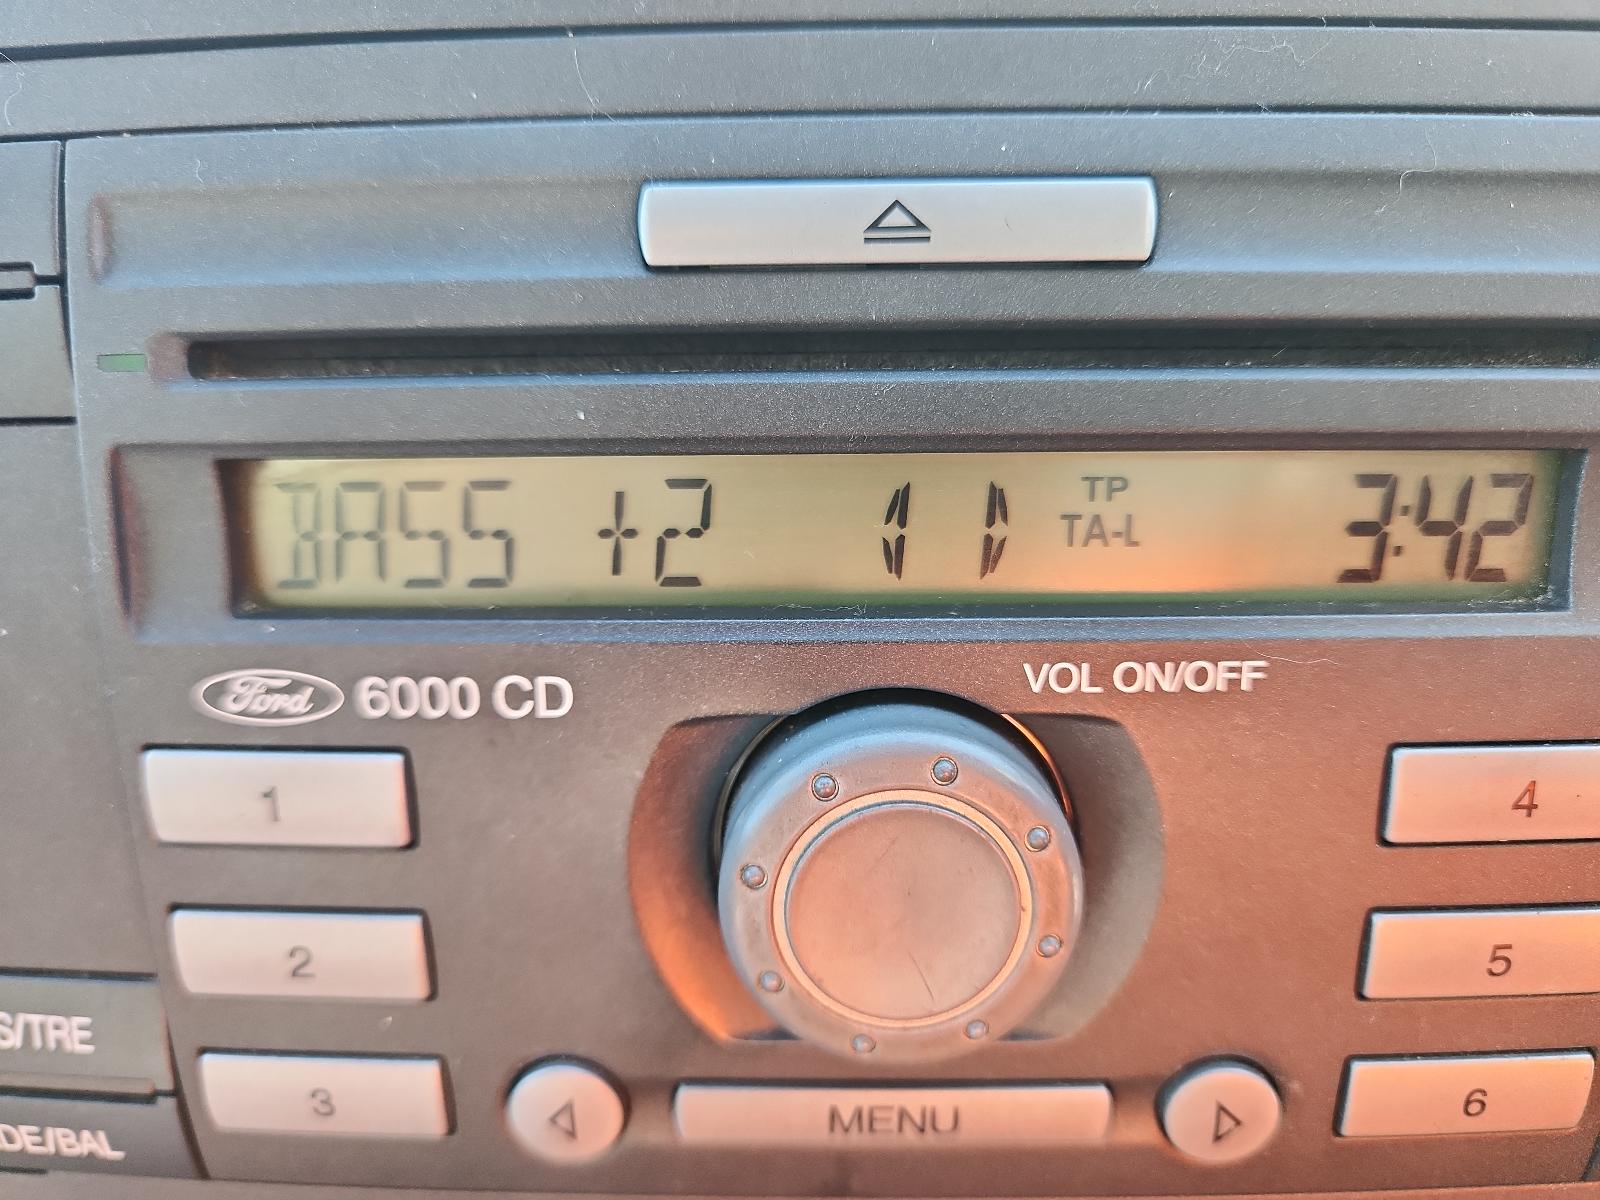 BASS +2 TP 3:42
TA-L
Ford 6000 CD
VOL ON/OFF
1
4
2
5
S/TRE
3
MENU
6
DE/BAL